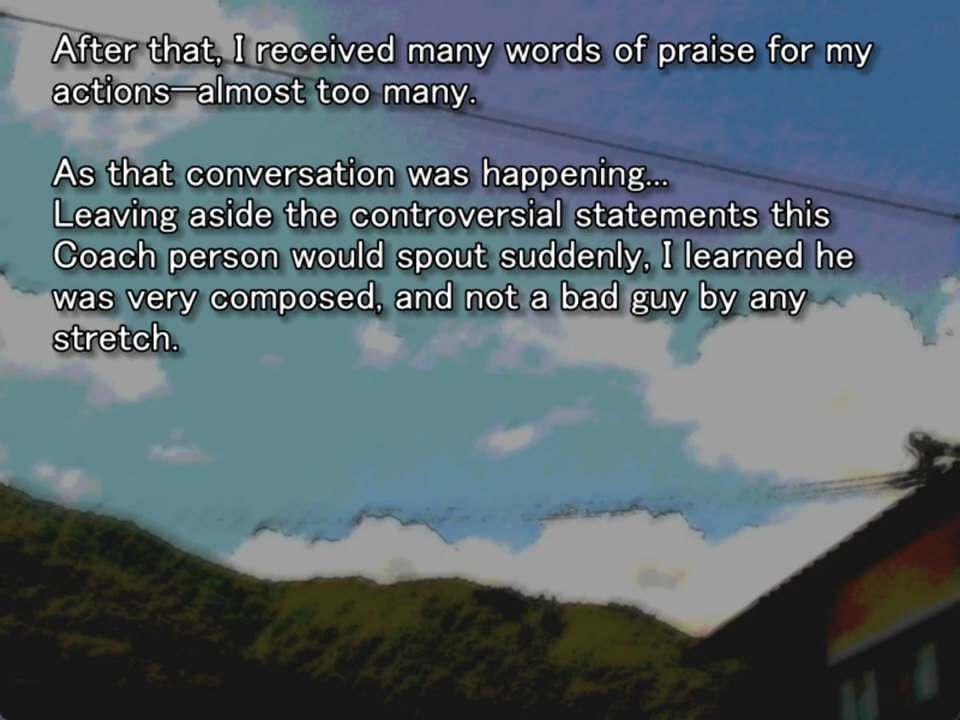 After that, I received many words of praise for my
actions—almost too many.
As that conversation was happening...
Leaving aside the controversial statements this
Coach person would spout suddenly, I learned he
was very composed, and not a bad guy by any
stretch.